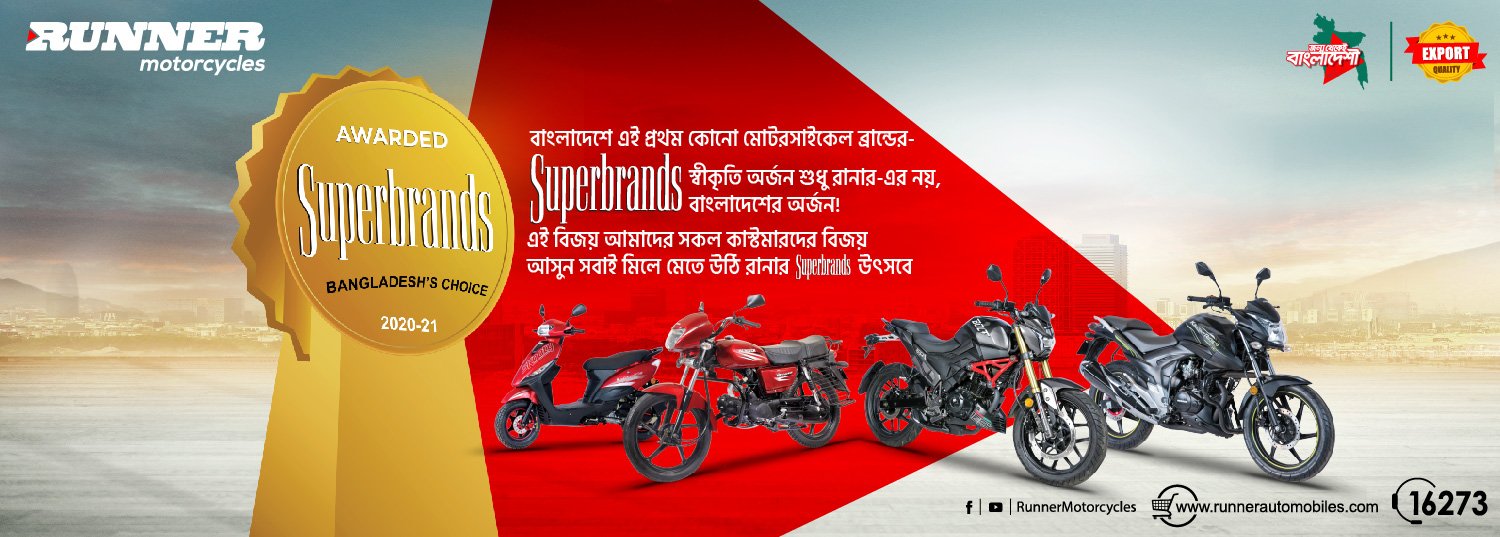 RUNNER
motorcycles
জন্ম থেকেই
বাংলাদেশী
EXPORT
QUALITY
AWARDED
Superbrands
BANGLADESH'S CHOICE
2020-21
বাংলাদেশে এই প্রথম কোনো মোটরসাইকেল ব্রান্ডের-
Superbrands স্বীকৃতি অর্জন শুধু রানার-এর নয়,
বাংলাদেশের অর্জন!
এই বিজয় আমাদের সকল কাস্টমারদের বিজয়
আসুন সবাই মিলে মেতে উঠি রানার Superbrands উৎসবে
f | RunnerMotorcycles www.runnerautomobiles.com 16273